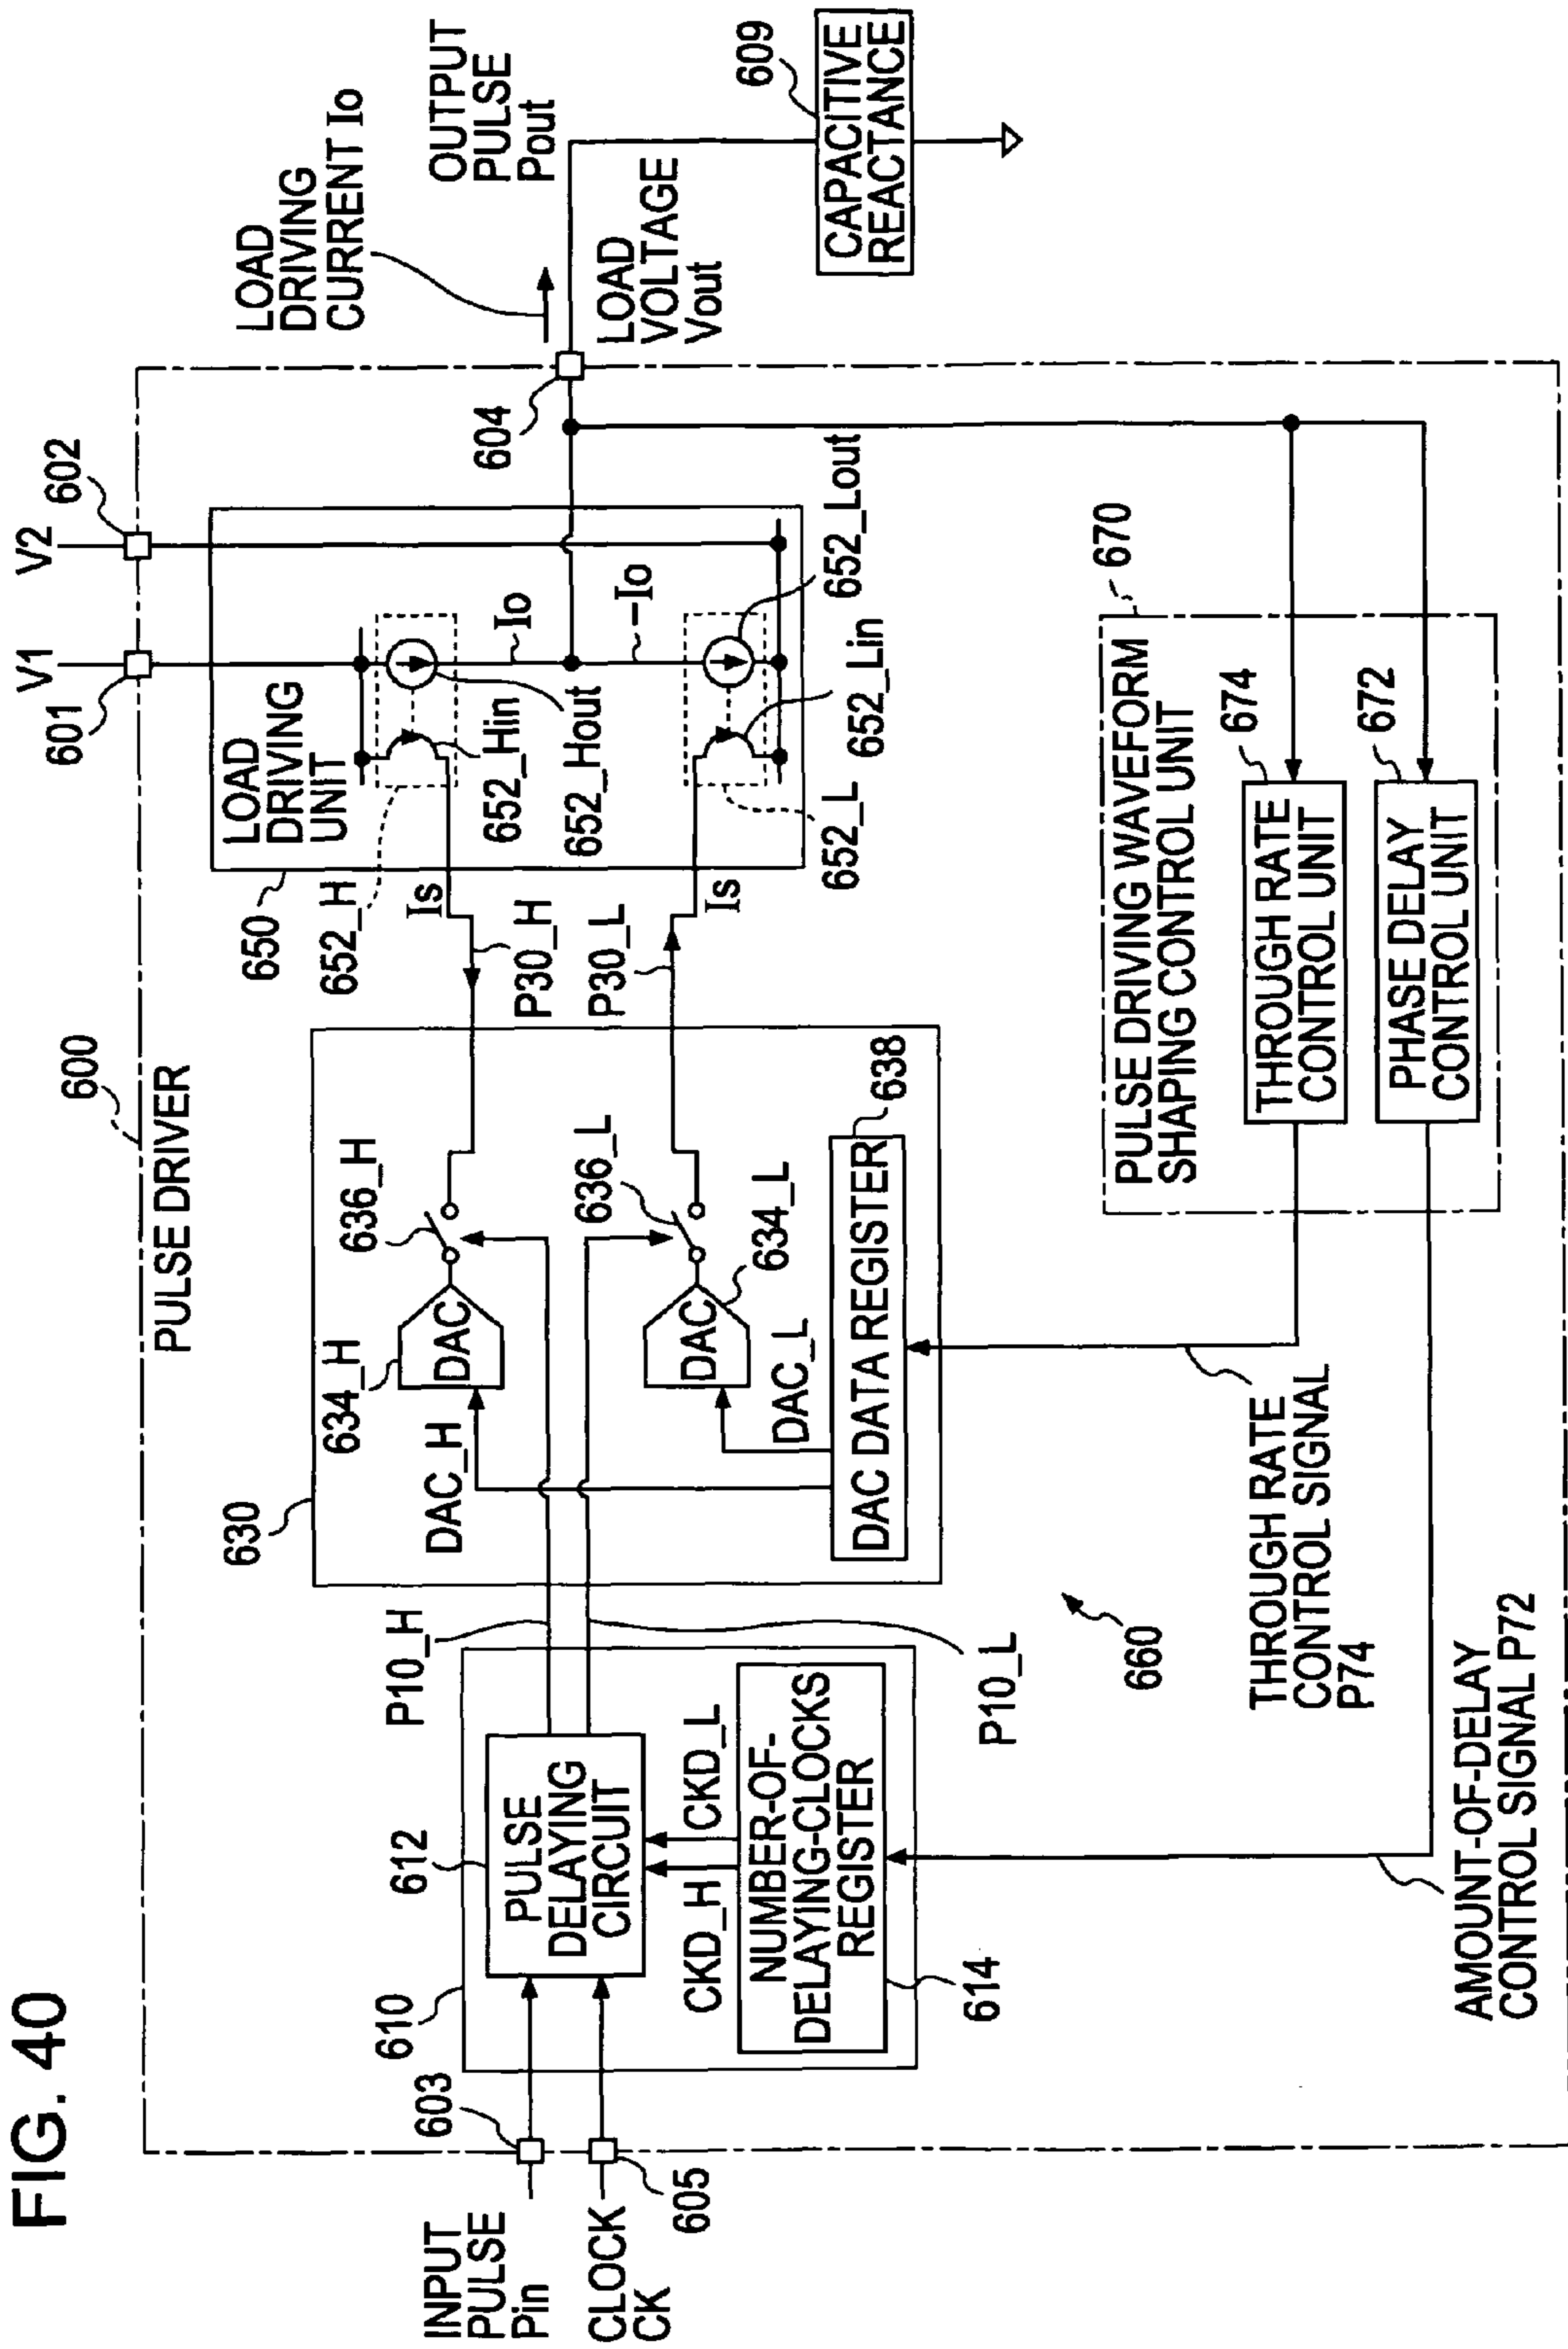 FIG. 40
600
PULSE DRIVER
V1
V2
601
602
INPUT
PULSE
Pin
603
CLOCK
CK
605
610
612
PULSE
DELAYING
CIRCUIT
CKD_H
CKD_L
NUMBER-OF-
DELAYING-CLOCKS
REGISTER
614
P10_H
P10_L
630
634_H
DAC
DAC_H
636_H
636_L
634_L
DAC
DAC_L
DAC DATA REGISTER
638
P30_H
P30_L
Is
Is
650
LOAD
DRIVING
UNIT
652_H
652_Hin
652_Hout
Io
-Io
652_L
652_Lin
652_Lout
604
LOAD
DRIVING
CURRENT Io
OUTPUT
PULSE
Pout
LOAD
VOLTAGE
Vout
609
CAPACITIVE
REACTANCE
660
670
PULSE DRIVING WAVEFORM
SHAPING CONTROL UNIT
674
THROUGH RATE
CONTROL UNIT
672
PHASE DELAY
CONTROL UNIT
THROUGH RATE
CONTROL SIGNAL
P74
AMOUNT-OF-DELAY
CONTROL SIGNAL P72